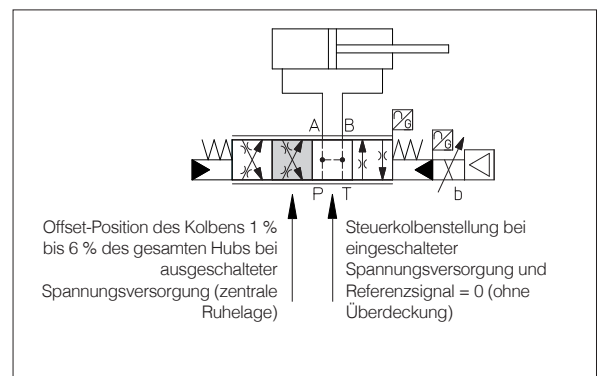 A B
G
G
P T
b
Offset-Position des Kolbens 1 %
bis 6 % des gesamten Hubs bei
ausgeschalteter
Spannungsversorgung (zentrale
Ruhelage)
Steuerkolbenstellung bei
eingeschalteter
Spannungsversorgung und
Referenzsignal = 0 (ohne
Überdeckung)